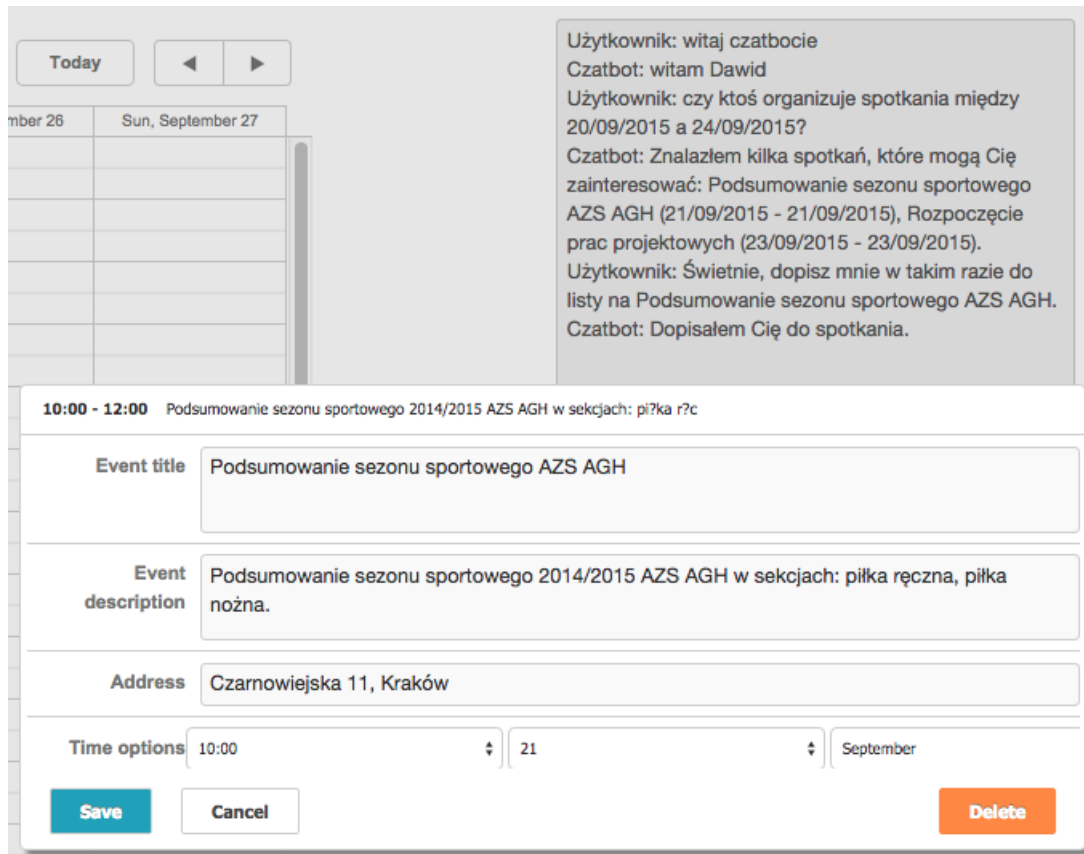 Today
◀ ▶
mber 26 Sun, September 27
Użytkownik: witaj czatbocie
Czatbot: witam Dawid
Użytkownik: czy ktoś organizuje spotkania między
20/09/2015 a 24/09/2015?
Czatbot: Znalazłem kilka spotkań, które mogą Cię
zainteresować: Podsumowanie sezonu sportowego
AZS AGH (21/09/2015 - 21/09/2015), Rozpoczęcie
prac projektowych (23/09/2015 - 23/09/2015).
Użytkownik: Świetnie, dopisz mnie w takim razie do
listy na Podsumowanie sezonu sportowego AZS AGH.
Czatbot: Dopisałem Cię do spotkania.
10:00 - 12:00 Podsumowanie sezonu sportowego 2014/2015 AZS AGH w sekcjach: pi?ka r?c
Event title Podsumowanie sezonu sportowego AZS AGH
Event Podsumowanie sezonu sportowego 2014/2015 AZS AGH w sekcjach: piłka ręczna, piłka
description nożna.
Address Czarnowiejska 11, Kraków
Time options 10:00 21 September
Save Cancel Delete